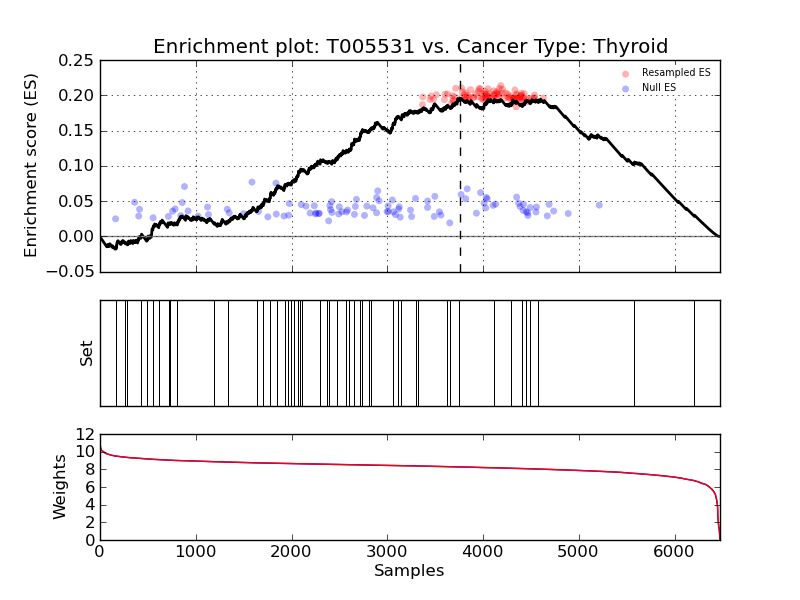 Enrichment plot: T005531 vs. Cancer Type: Thyroid
Enrichment score (ES)
0.25
0.20
0.15
0.10
0.05
0.00
−0.05
Resampled ES
Null ES
Set
Weights
12
10
8
6
4
2
0
0 1000 2000 3000 4000 5000 6000
Samples